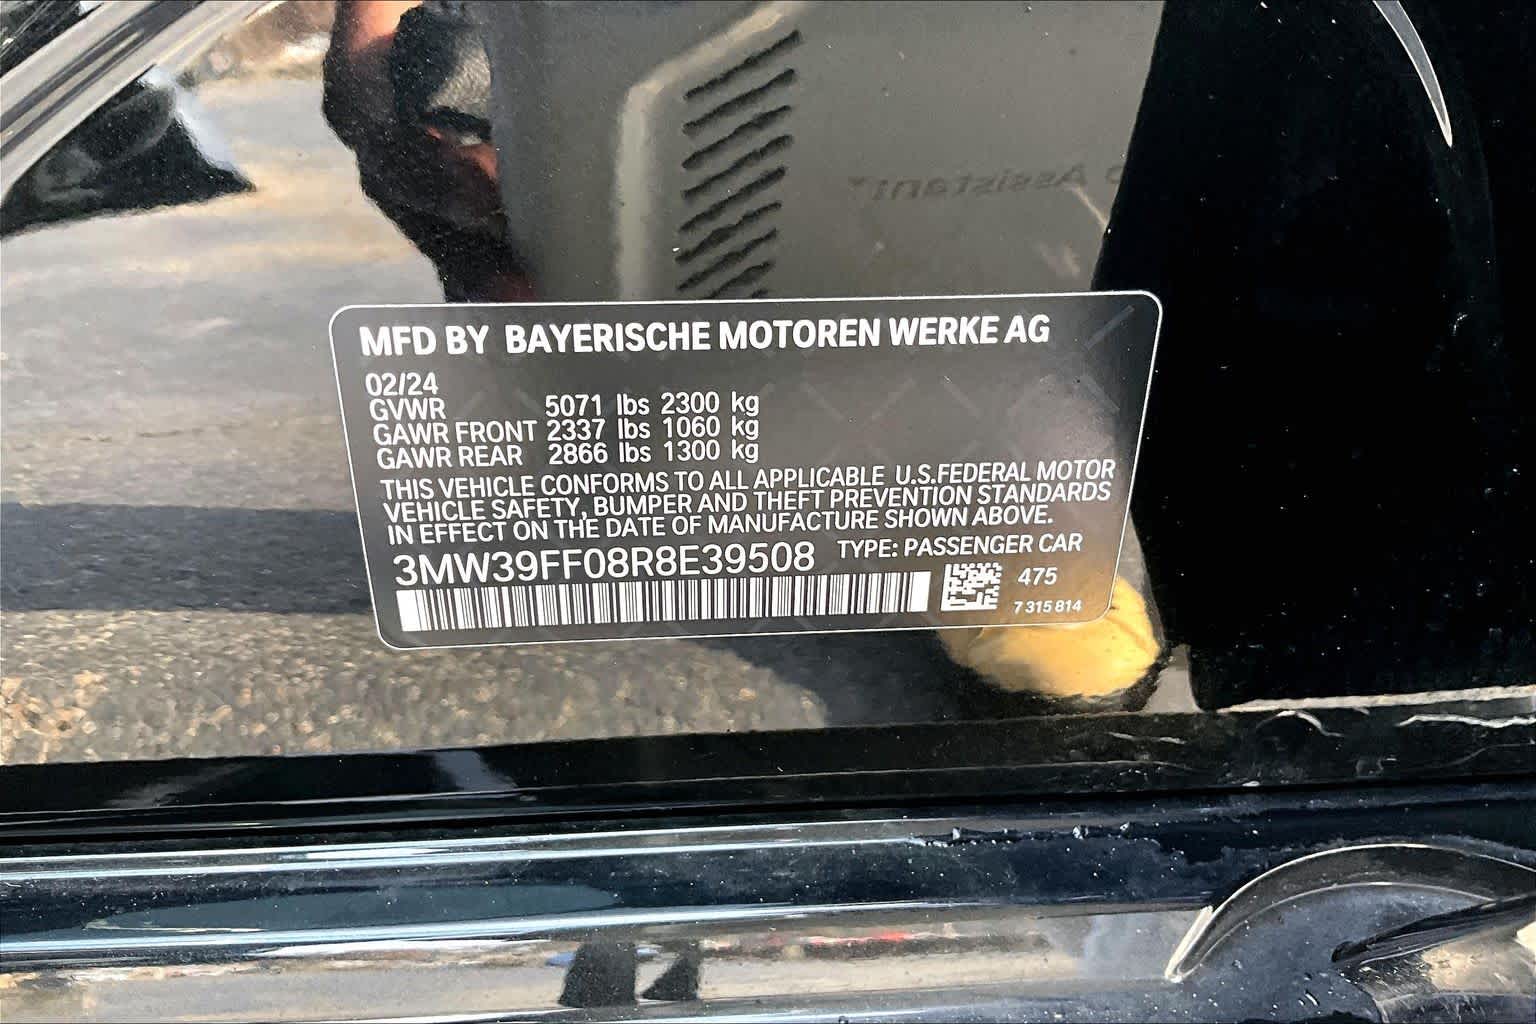 Assistant
MFD BY BAYERISCHE MOTOREN WERKE AG
02/24
GVWR 5071 lbs 2300 kg
GAWR FRONT 2337 lbs 1060 kg
GAWR REAR 2866 lbs 1300 kg
THIS VEHICLE CONFORMS TO ALL APPLICABLE U.S.FEDERAL MOTOR
VEHICLE SAFETY, BUMPER AND THEFT PREVENTION STANDARDS
IN EFFECT ON THE DATE OF MANUFACTURE SHOWN ABOVE.
3MW39FF08R8E39508 TYPE: PASSENGER CAR
475
7 315 814